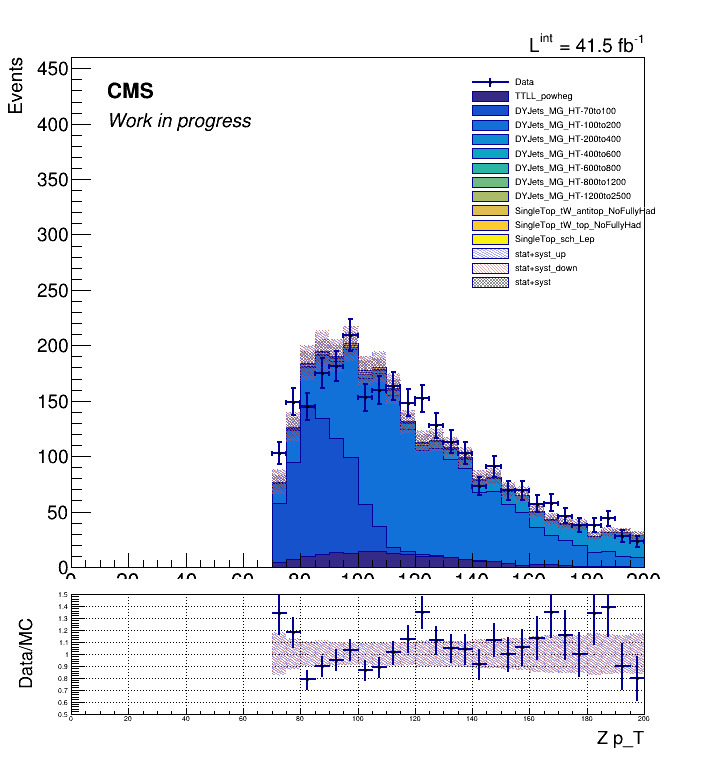 L^int = 41.5 fb^-1
Events
450
400
350
300
250
200
150
100
50
0
CMS
Work in progress
Data
TTLL_powheg
DYJets_MG_HT-70to100
DYJets_MG_HT-100to200
DYJets_MG_HT-200to400
DYJets_MG_HT-400to600
DYJets_MG_HT-600to800
DYJets_MG_HT-800to1200
DYJets_MG_HT-1200to2500
SingleTop_tW_antitop_NoFullyHad
SingleTop_tW_top_NoFullyHad
SingleTop_sch_Lep
stat+syst_up
stat+syst_down
stat+syst
0 20 40 60 80 100 120 140 160 180 200
Data/MC
1.5
1.4
1.3
1.2
1.1
1
0.9
0.8
0.7
0.6
0.5
0 20 40 60 80 100 120 140 160 180 200
Z p_T